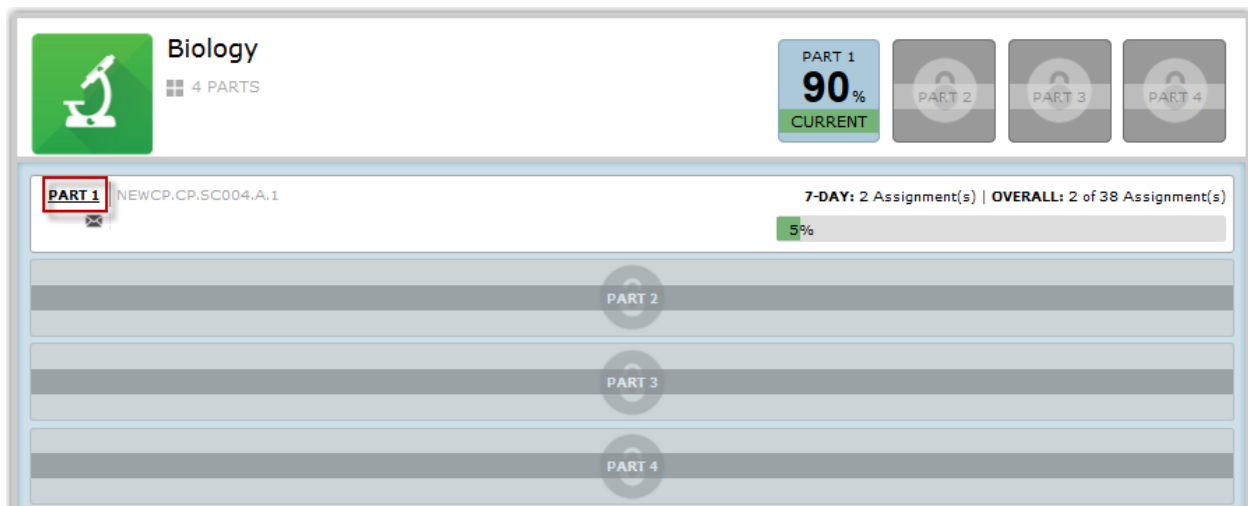 Biology
4 PARTS
PART 1
90%
CURRENT
PART 2
PART 3
PART 4
PART 1 NEWCP.CP.SC004.A.1
7-DAY: 2 Assignment(s) | OVERALL: 2 of 38 Assignment(s)
5%
PART 2
PART 3
PART 4